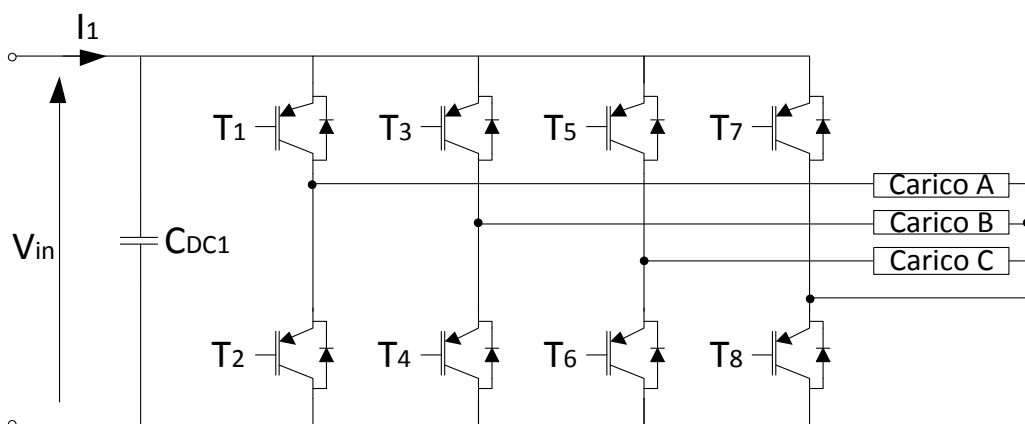 I1
T1 T3 T5 T7
Carico A
Carico B
Carico C
Vin
CDC1
T2 T4 T6 T8